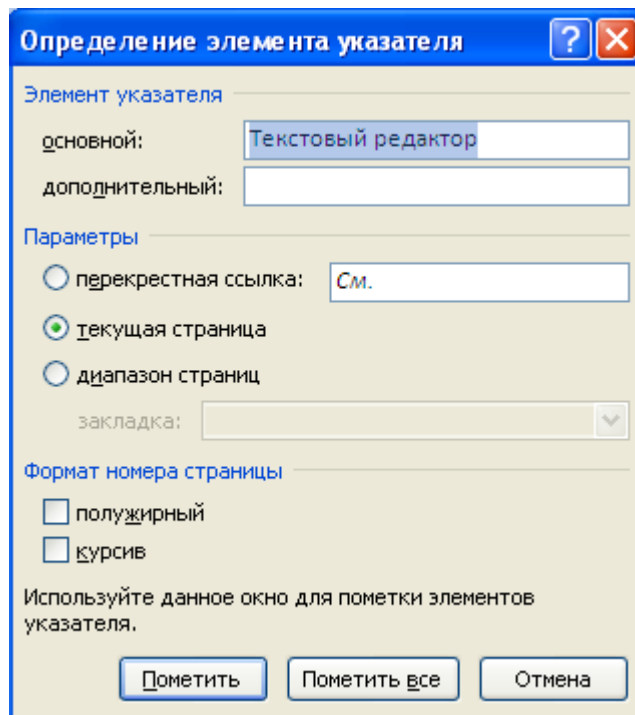 Определение элемента указателя
Элемент указателя
основной: Текстовый редактор
дополнительный:
Параметры
перекрестная ссылка: См.
текущая страница
диапазон страниц
закладка:
Формат номера страницы
полужирный
курсив
Используйте данное окно для пометки элементов
указателя.
Пометить Пометить все Отмена